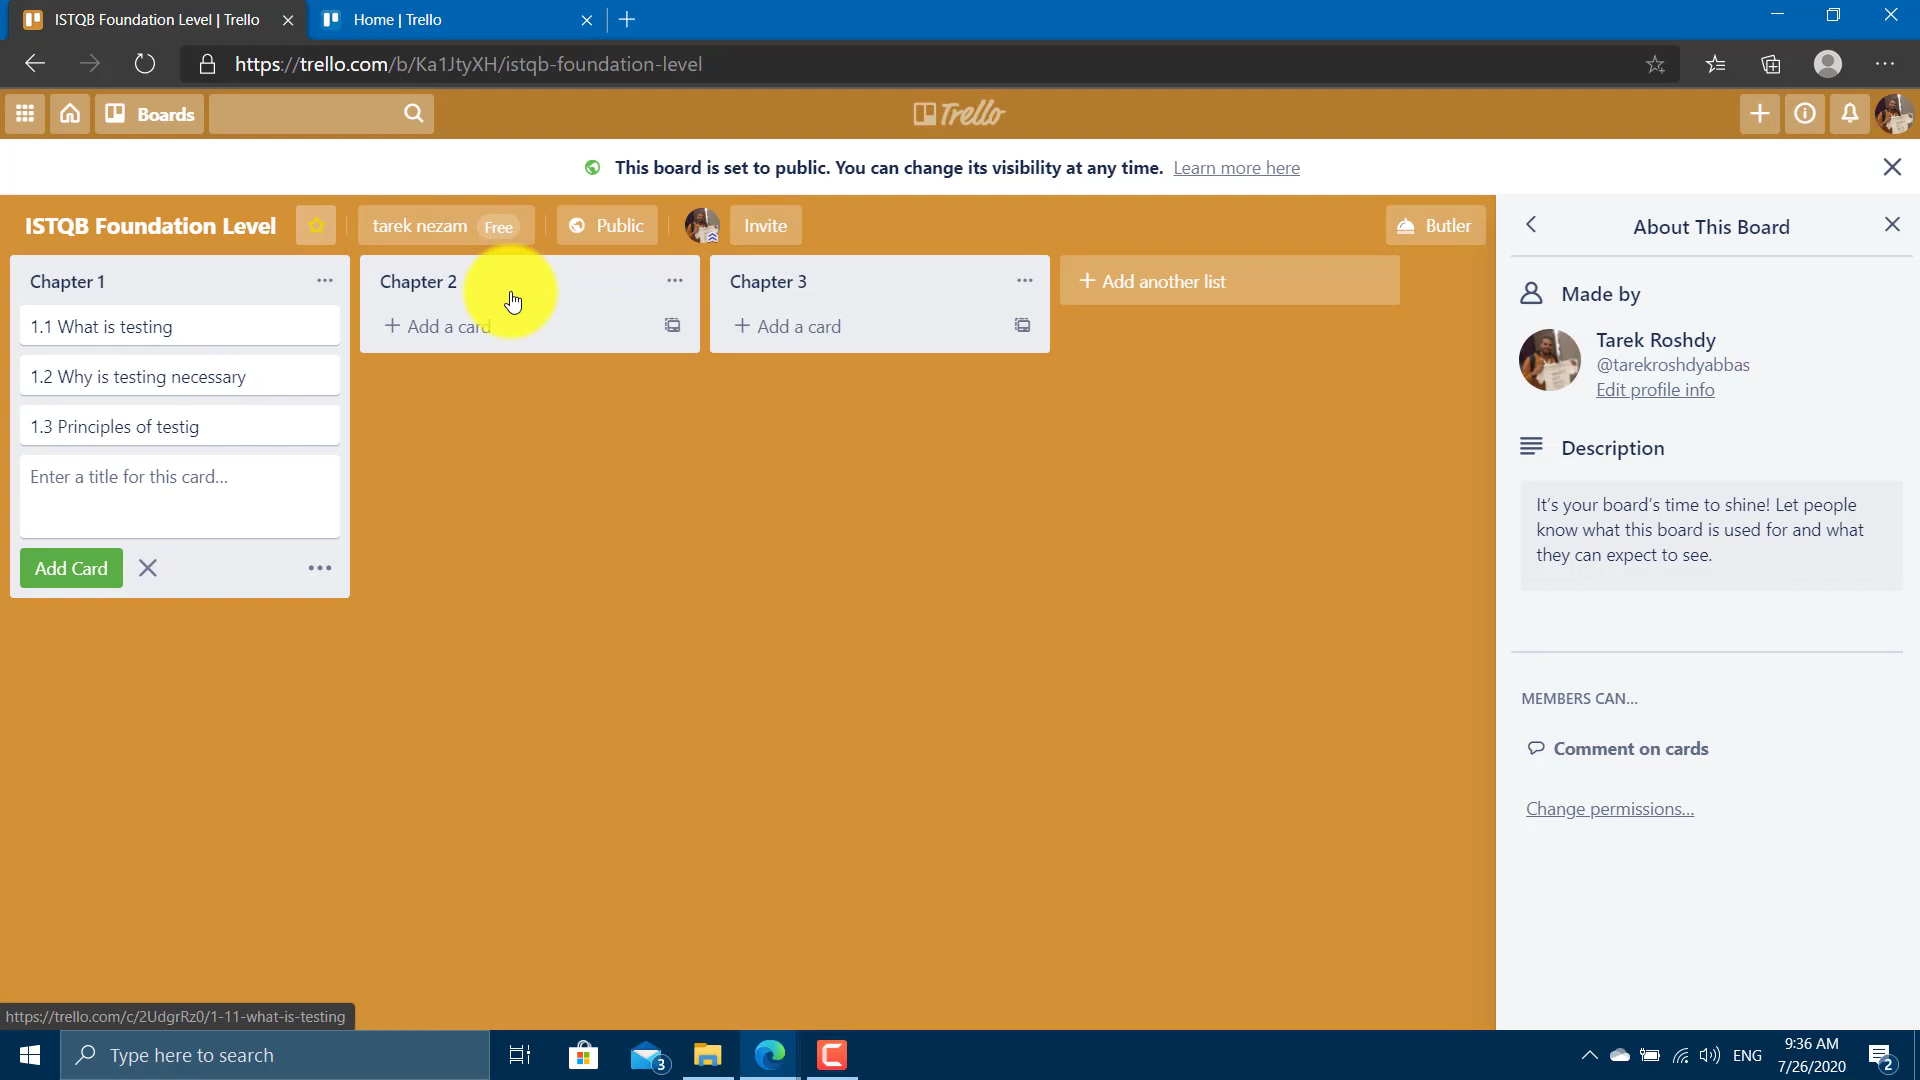 ISTQB Foundation Level | Trello
Home | Trello
https://trello.com/b/Ka1JtyXH/istqb-foundation-level
Boards
Trello
This board is set to public. You can change its visibility at any time. Learn more here
ISTQB Foundation Level
tarek nezam Free
Public
Invite
Butler
Chapter 1
1.1 What is testing
1.2 Why is testing necessary
1.3 Principles of testig
Enter a title for this card...
Add Card
Chapter 2
Add a card
Chapter 3
Add a card
Add another list
About This Board
Made by
Tarek Roshdy
@tarekroshdyabbas
Edit profile info
Description
It's your board's time to shine! Let people
know what this board is used for and what
they can expect to see.
MEMBERS CAN...
Comment on cards
Change permissions...
https://trello.com/c/2UdgrRz0/1-11-what-is-testing
Type here to search
3
ENG
9:36 AM
7/26/2020
2